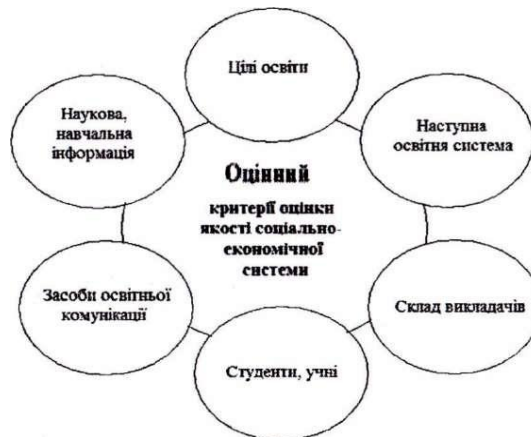 Цілі освіти
Наукова,
навчальна
інформація
Наступна
освітня система
Оцінний
критерії оцінки
якості соціально-
економічної
системи
Засоби освітньої
комунікації
Склад викладачів
Студенти, учні